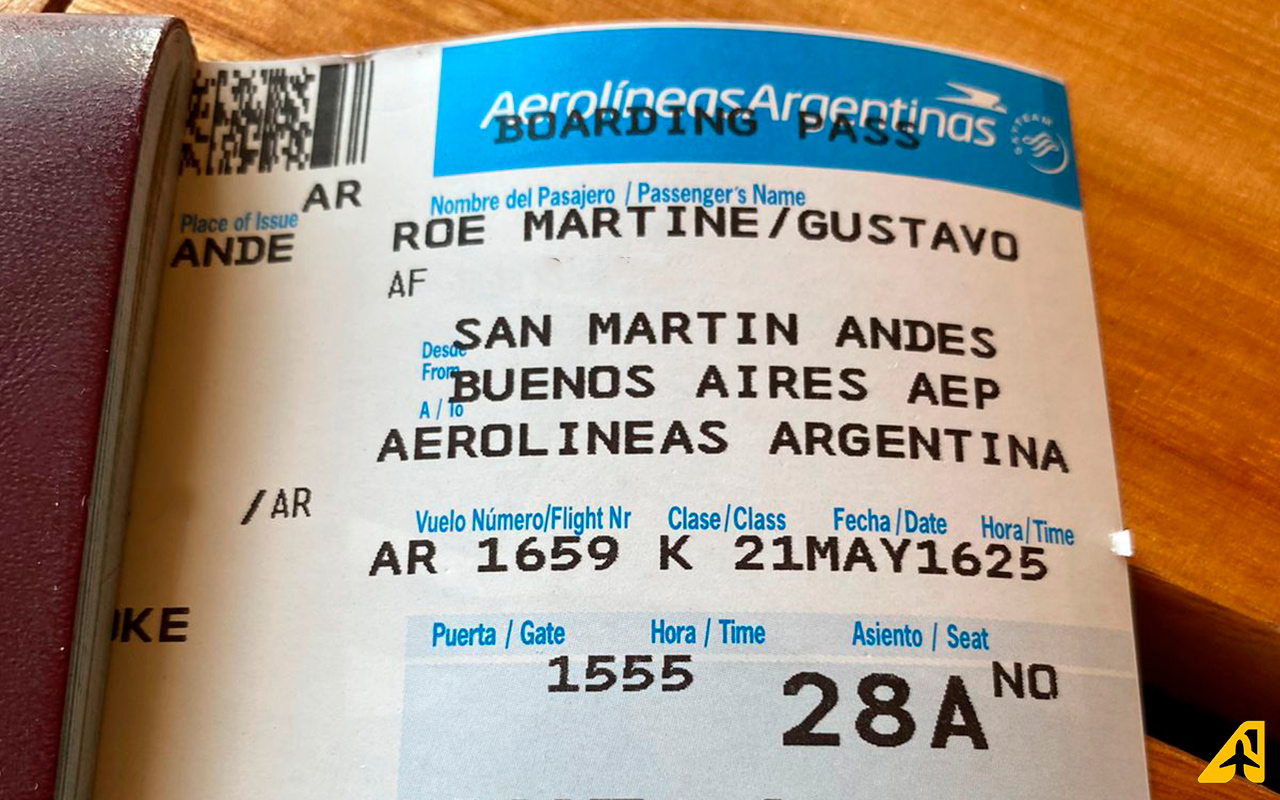 AerolíneasArgentinas
BOARDING PASS
AR
Place of Issue
ANDE
/AR
Nombre del Pasajero / Passenger's Name
ROE MARTINE/GUSTAVO
AF
SAN MARTIN ANDES
Desde
From
BUENOS AIRES AEP
A / To
AEROLINEAS ARGENTINA
Vuelo Número/Flight Nr Clase/Class Fecha/Date Hora/Time
AR 1659 K 21MAY1625
Puerta / Gate Hora / Time Asiento / Seat
1555 28A NO